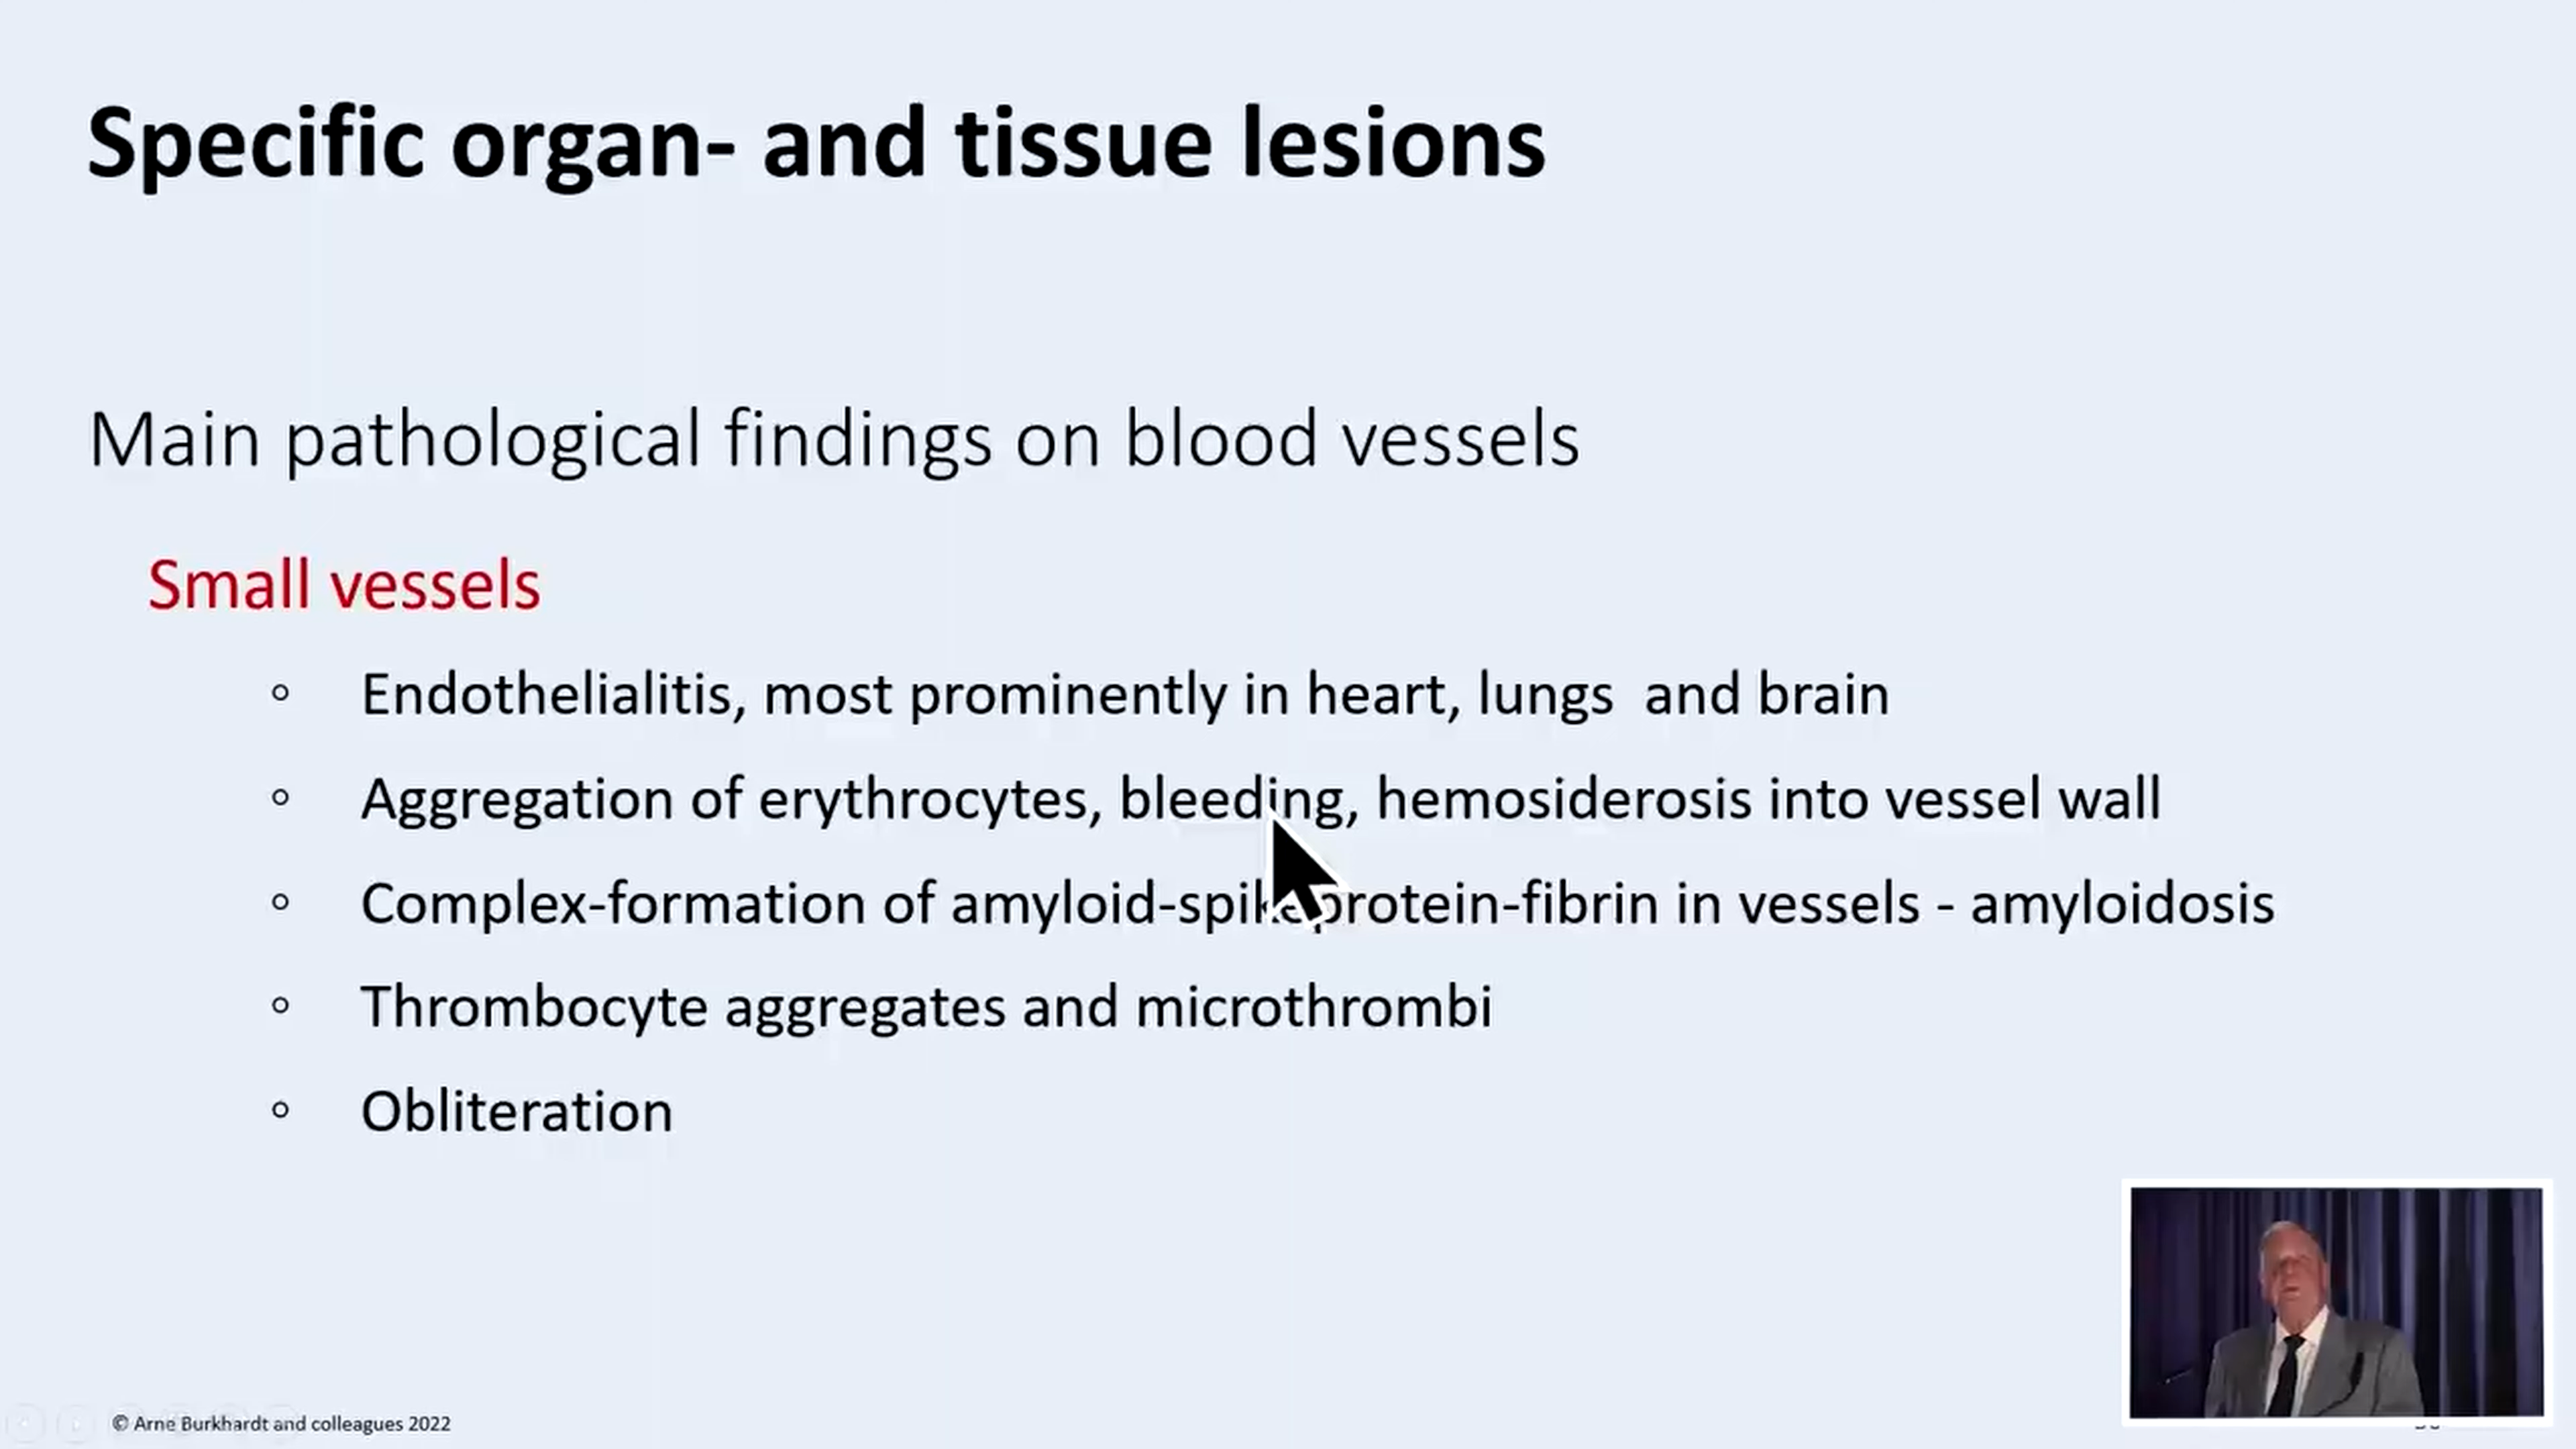 Specific organ- and tissue lesions
Main pathological findings on blood vessels
Small vessels
Endothelialitis, most prominently in heart, lungs and brain
Aggregation of erythrocytes, bleeding, hemosiderosis into vessel wall
Complex-formation of amyloid-spikeprotein-fibrin in vessels - amyloidosis
Thrombocyte aggregates and microthrombi
Obliteration
© Arne Burkhardt and colleagues 2022